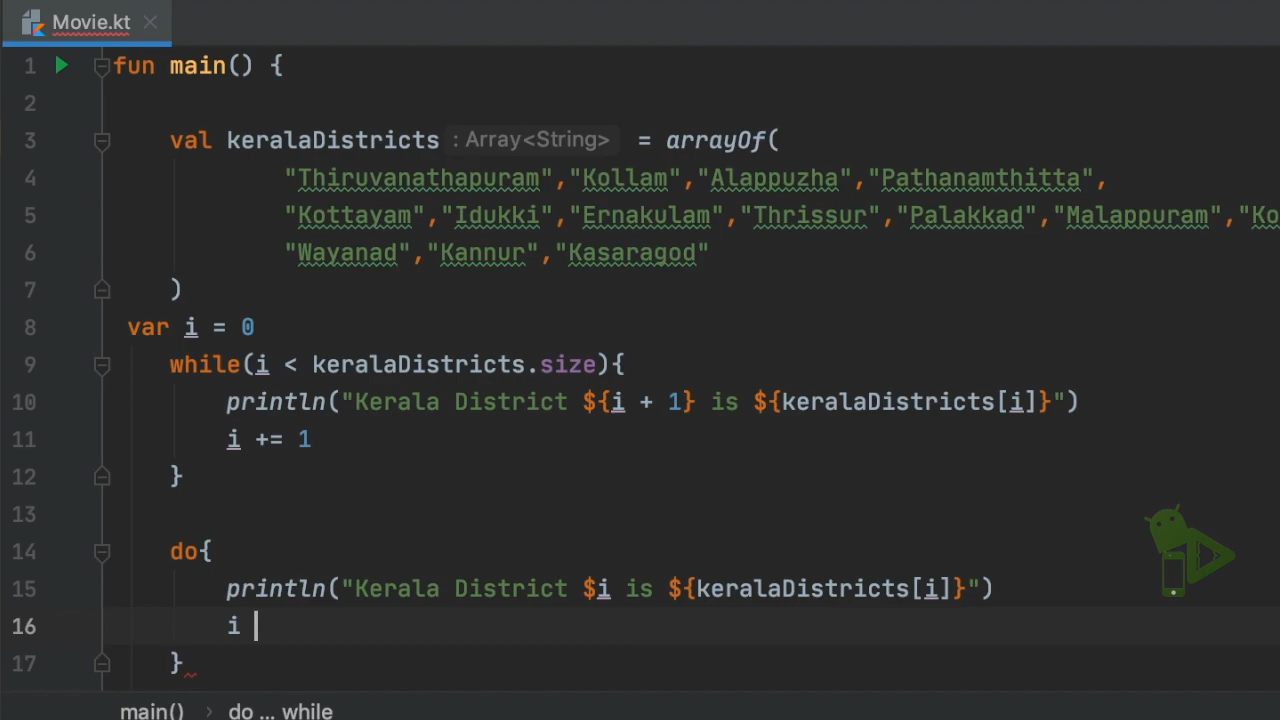 Movie.kt
1 fun main() {
2
3 val keralaDistricts : Array<String> = arrayOf(
4 "Thiruvanathapuram","Kollam","Alappuzha","Pathanamthitta",
5 "Kottayam","Idukki","Ernakulam","Thrissur","Palakkad","Malappuram","Ko
6 "Wayanad","Kannur","Kasaragod"
7 )
8 var i = 0
9 while(i < keralaDistricts.size){
10 println("Kerala District ${i + 1} is ${keralaDistricts[i]}")
11 i += 1
12 }
13
14 do{
15 println("Kerala District $i is ${keralaDistricts[i]}")
16 i
17 }
main() › do ... while